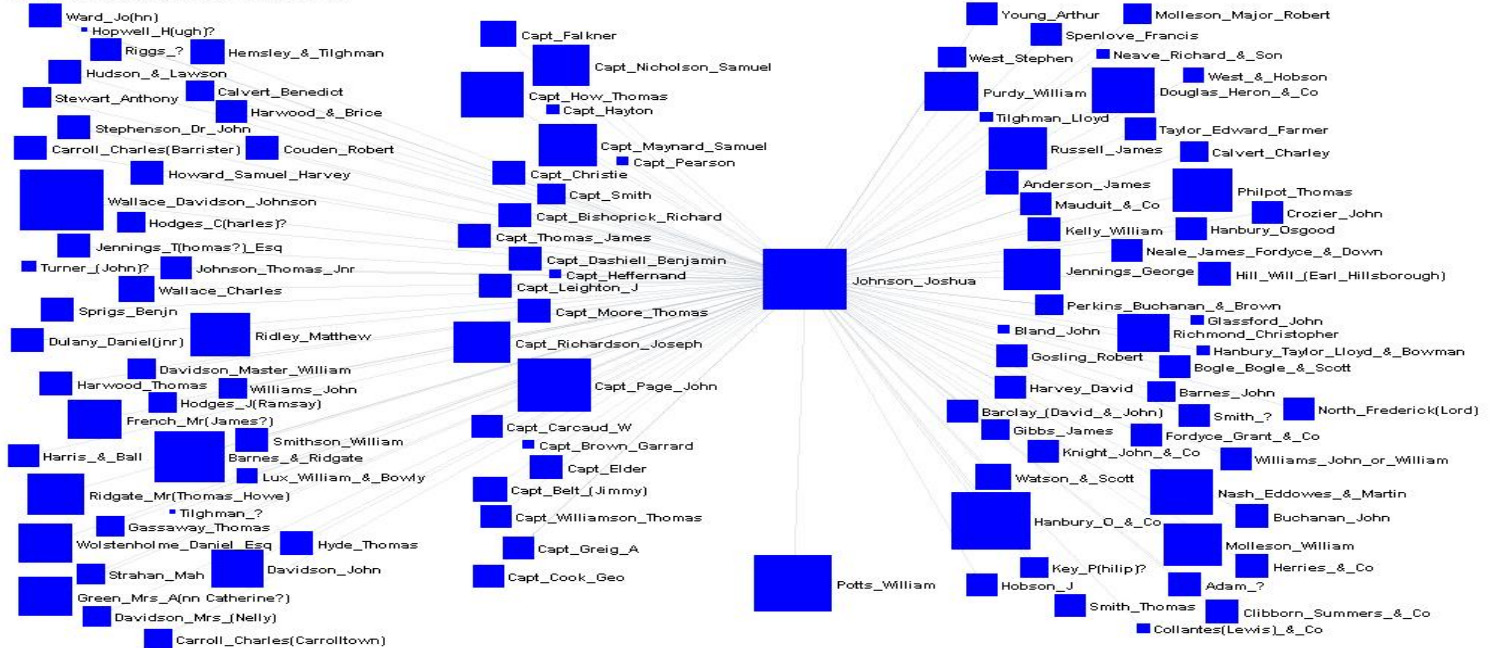 Ward_Jo(hn)
Hopwell_H(ugh)?
Riggs_?
Hemsley_&_Tilghman
Hudson_&_Lawson
Stewart_Anthony
Calvert_Benedict
Harwood_&_Brice
Stephenson_Dr_John
Carroll_Charles(Barrister)
Couden_Robert
Howard_Samuel_Harvey
Wallace_Davidson_Johnson
Hodges_C(harles)?
Jennings_T(homas?)_Esq
Turner_(John)?
Johnson_Thomas_Jnr
Wallace_Charles
Sprigs_Benjn
Dulany_Daniel(jnr)
Ridley_Matthew
Davidson_Master_William
Harwood_Thomas
Williams_John
Hodges_J(Ramsay)
French_Mr(James?)
Smithson_William
Harris_&_Ball
Barnes_&_Ridgate
Lux_William_&_Bowly
Ridgate_Mr(Thomas_Howe)
Tilghman_?
Gassaway_Thomas
Wolstenholme_Daniel_Esq
Hyde_Thomas
Strahan_Mah
Davidson_John
Green_Mrs_A(nn Catherine?)
Davidson_Mrs_(Nelly)
Carroll_Charles(Carrolltown)
Capt_Falkner
Capt_Nicholson_Samuel
Capt_How_Thomas
Capt_Hayton
Capt_Maynard_Samuel
Capt_Pearson
Capt_Christie
Capt_Smith
Capt_Bishoprick_Richard
Capt_Thomas_James
Capt_Dashiell_Benjamin
Capt_Heffernand
Capt_Leighton_J
Capt_Moore_Thomas
Capt_Richardson_Joseph
Capt_Page_John
Capt_Carcaud_W
Capt_Brown_Garrard
Capt_Elder
Capt_Belt_(Jimmy)
Capt_Williamson_Thomas
Capt_Greig_A
Capt_Cook_Geo
Johnson_Joshua
Potts_William
Young_Arthur
Molleson_Major_Robert
Spenlove_Francis
West_Stephen
Neave_Richard_&_Son
West_&_Hobson
Purdy_William
Douglas_Heron_&_Co
Tilghman_Lloyd
Taylor_Edward_Farmer
Russell_James
Calvert_Charley
Anderson_James
Philpot_Thomas
Mauduit_&_Co
Crozier_John
Kelly_William
Hanbury_Osgood
Neale_James_Fordyce_&_Down
Jennings_George
Hill_Will_(Earl_Hillsborough)
Perkins_Buchanan_&_Brown
Glassford_John
Bland_John
Richmond_Christopher
Gosling_Robert
Hanbury_Taylor_Lloyd_&_Bowman
Bogle_Bogle_&_Scott
Harvey_David
Barnes_John
Barclay_(David_&_John)
Smith_?
North_Frederick(Lord)
Gibbs_James
Fordyce_Grant_&_Co
Knight_John_&_Co
Williams_John_or_William
Watson_&_Scott
Nash_Eddowes_&_Martin
Hanbury_O_&_Co
Buchanan_John
Molleson_William
Key_P(hilip)?
Herries_&_Co
Hobson_J
Adam_?
Smith_Thomas
Clibborn_Summers_&_Co
Collantes(Lewis)_&_Co